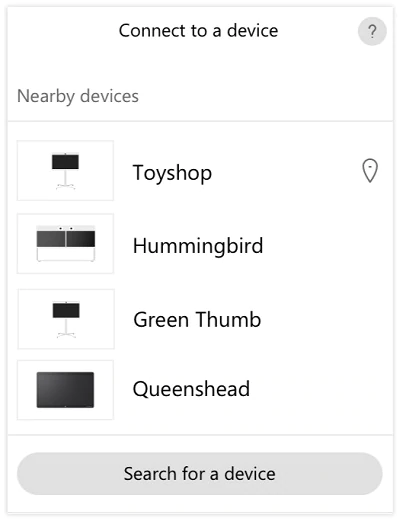 Connect to a device
?
Nearby devices
Toyshop
Hummingbird
Green Thumb
Queenshead
Search for a device